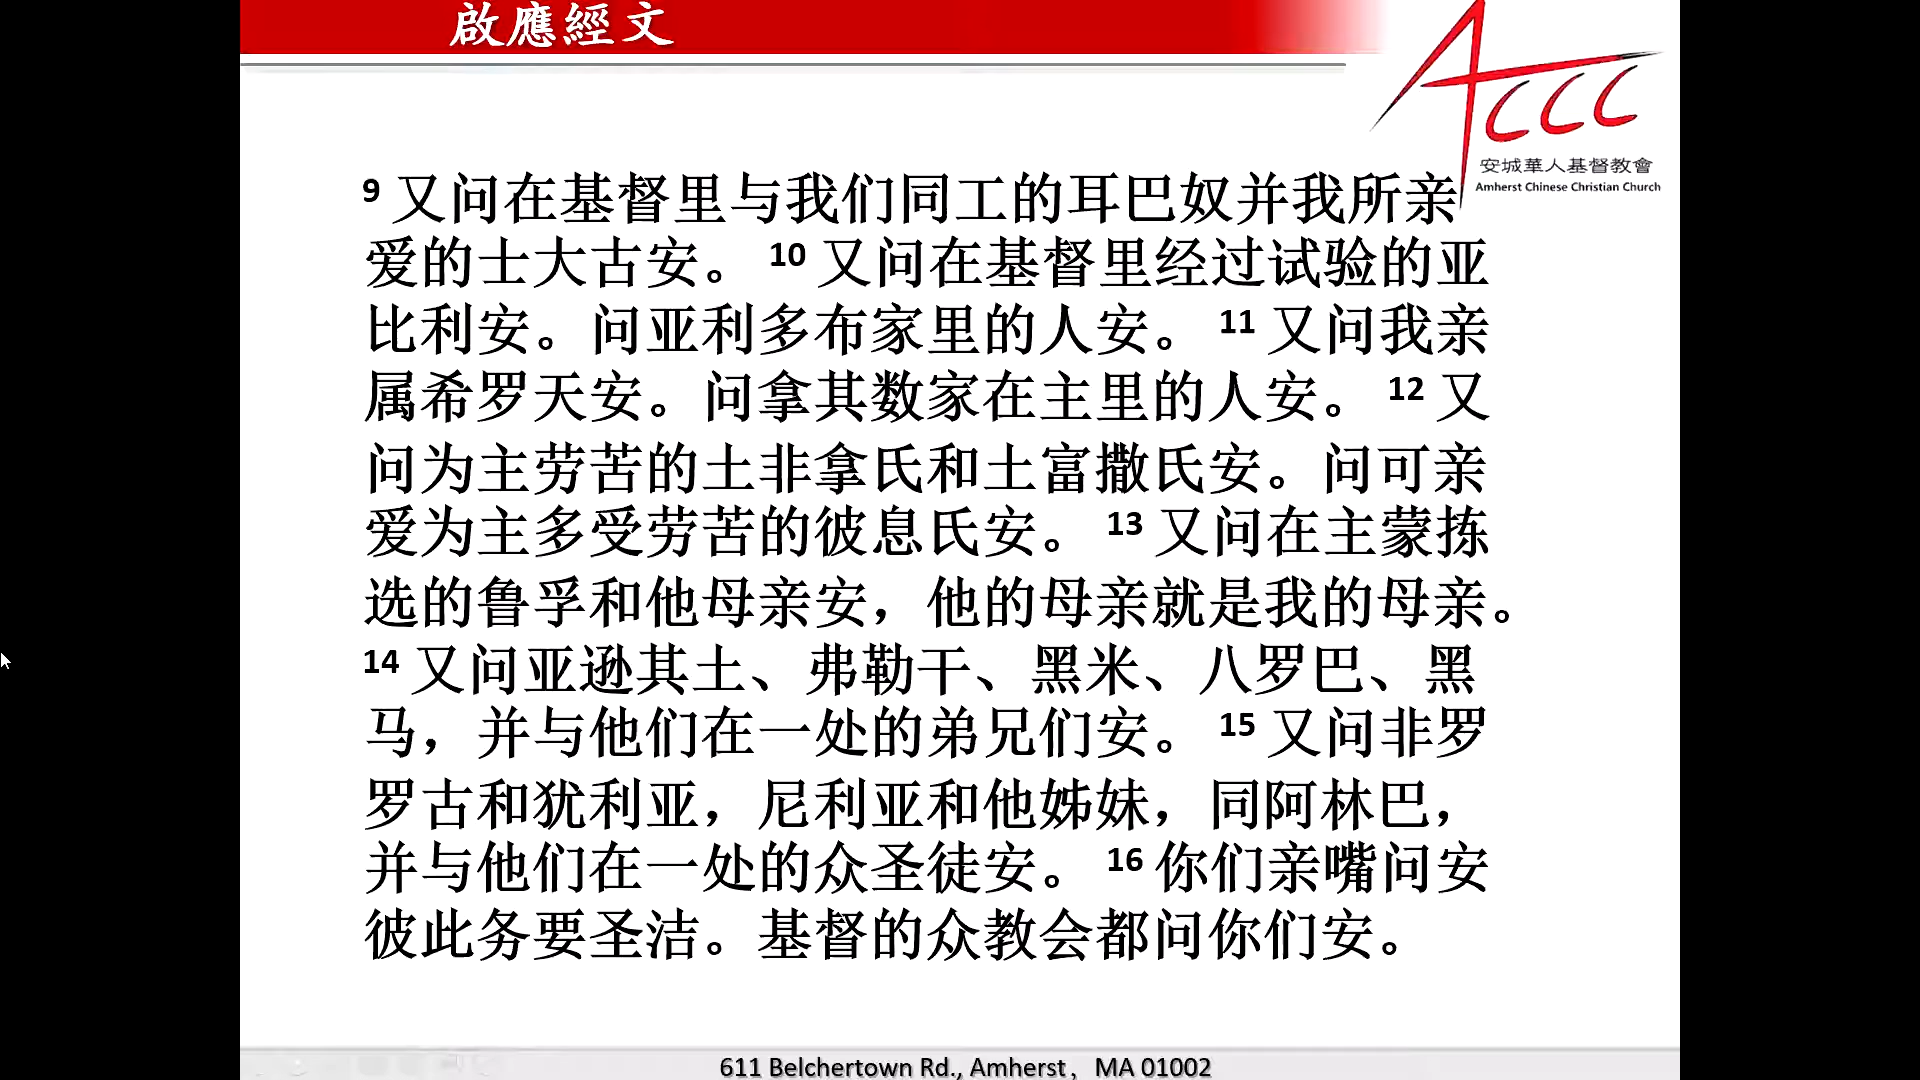 啟應經文
ACCC
安城華人基督教會
Amherst Chinese Christian Church
9 又问在基督里与我们同工的耳巴奴并我所亲
爱的士大古安。 10 又问在基督里经过试验的亚
比利安。问亚利多布家里的人安。 11 又问我亲
属希罗天安。问拿其数家在主里的人安。 12 又
问为主劳苦的土非拿氏和土富撒氏安。问可亲
爱为主多受劳苦的彼息氏安。 13 又问在主蒙拣
选的鲁孚和他母亲安，他的母亲就是我的母亲。
14 又问亚逊其土、弗勒干、黑米、八罗巴、黑
马，并与他们在一处的弟兄们安。 15 又问非罗
罗古和犹利亚，尼利亚和他姊妹，同阿林巴，
并与他们在一处的众圣徒安。 16 你们亲嘴问安
彼此务要圣洁。基督的众教会都问你们安。
611 Belchertown Rd., Amherst，MA 01002